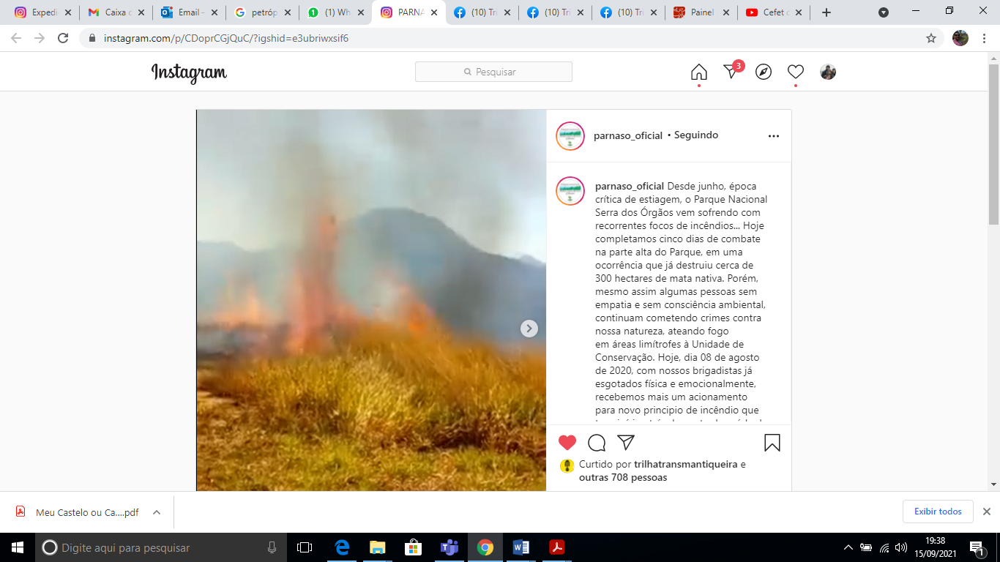 Expedi
Caixa
Email –
petróp
(1) Wh
PARNA
(10) Tri
(10) Tri
(10) Tri
Painel
Cefet
instagram.com/p/CDoprCGjQuC/?igshid=e3ubriwxsif6
Instagram
Pesquisar
3
parnaso_oficial • Seguindo
parnaso_oficial Desde junho, época
crítica de estiagem, o Parque Nacional
Serra dos Órgãos vem sofrendo com
recorrentes focos de incêndios... Hoje
completamos cinco dias de combate
na parte alta do Parque, em uma
ocorrência que já destruiu cerca de
300 hectares de mata nativa. Porém,
mesmo assim algumas pessoas sem
empatia e sem consciência ambiental,
continuam cometendo crimes contra
nossa natureza, ateando fogo
em áreas limítrofes à Unidade de
Conservação. Hoje, dia 08 de agosto
de 2020, com nossos brigadistas já
esgotados física e emocionalmente,
recebemos mais um acionamento
para novo principio de incêndio que
Curtido por trilhatransmantiqueira e
outras 708 pessoas
Meu Castelo ou Ca....pdf
Exibir todos
Digite aqui para pesquisar
19:38
15/09/2021
1